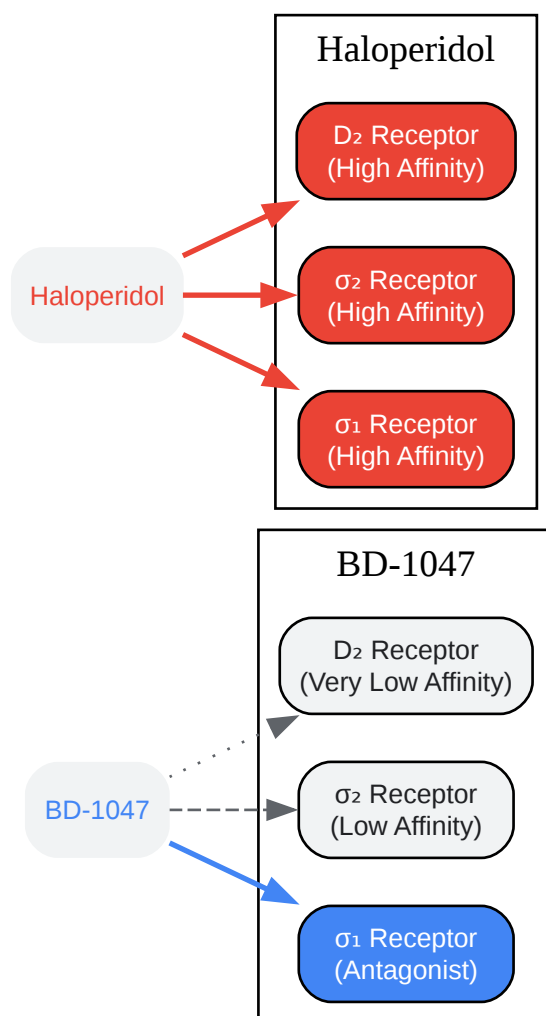 Haloperidol
D₂ Receptor
(High Affinity)
Haloperidol
σ₂ Receptor
(High Affinity)
σ₁ Receptor
(High Affinity)
BD-1047
D₂ Receptor
(Very Low Affinity)
BD-1047
σ₂ Receptor
(Low Affinity)
σ₁ Receptor
(Antagonist)